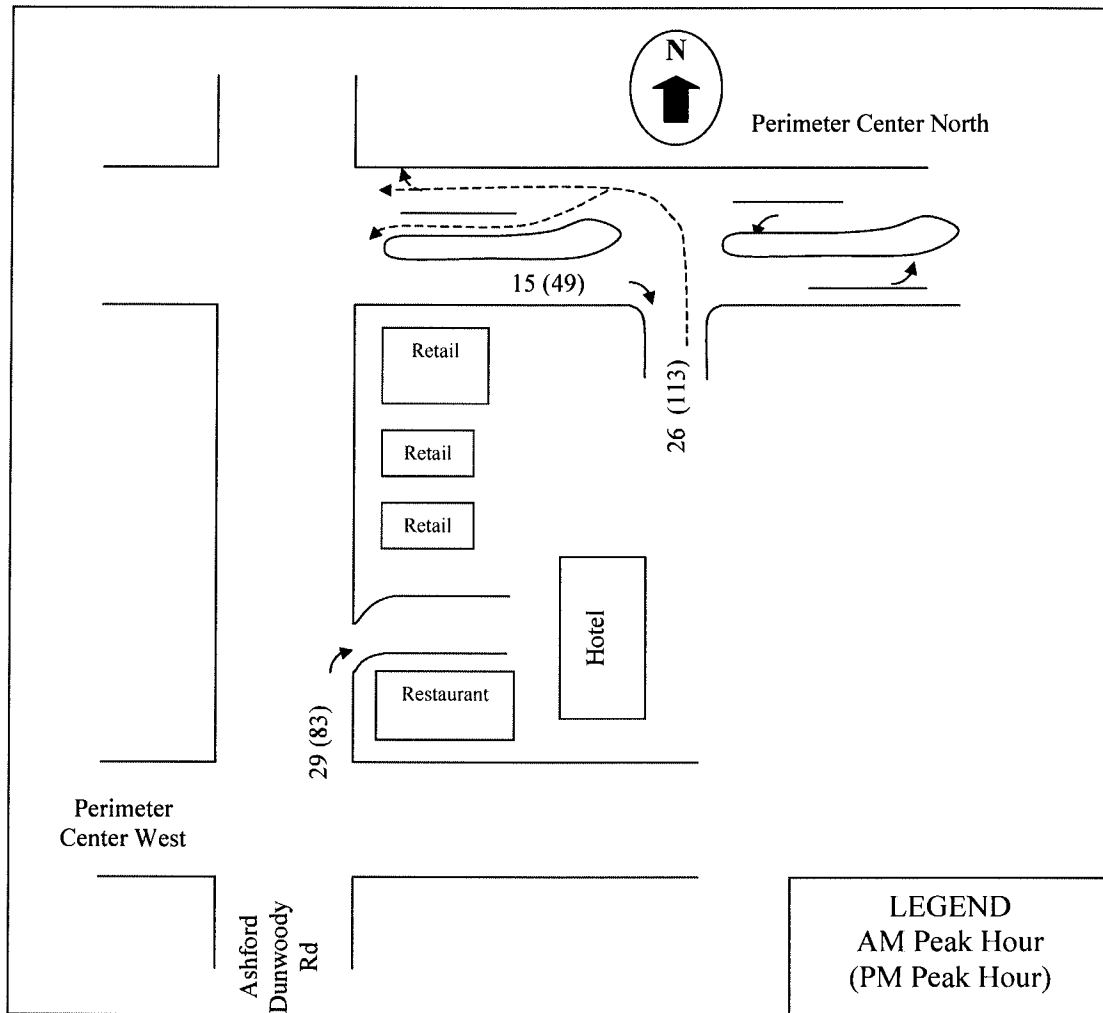 N
Perimeter Center North
15 (49)
Retail
26 (113)
Retail
Retail
Hotel
Restaurant
29 (83)
Perimeter
Center West
Ashford
Dunwoody
Rd
LEGEND
AM Peak Hour
(PM Peak Hour)